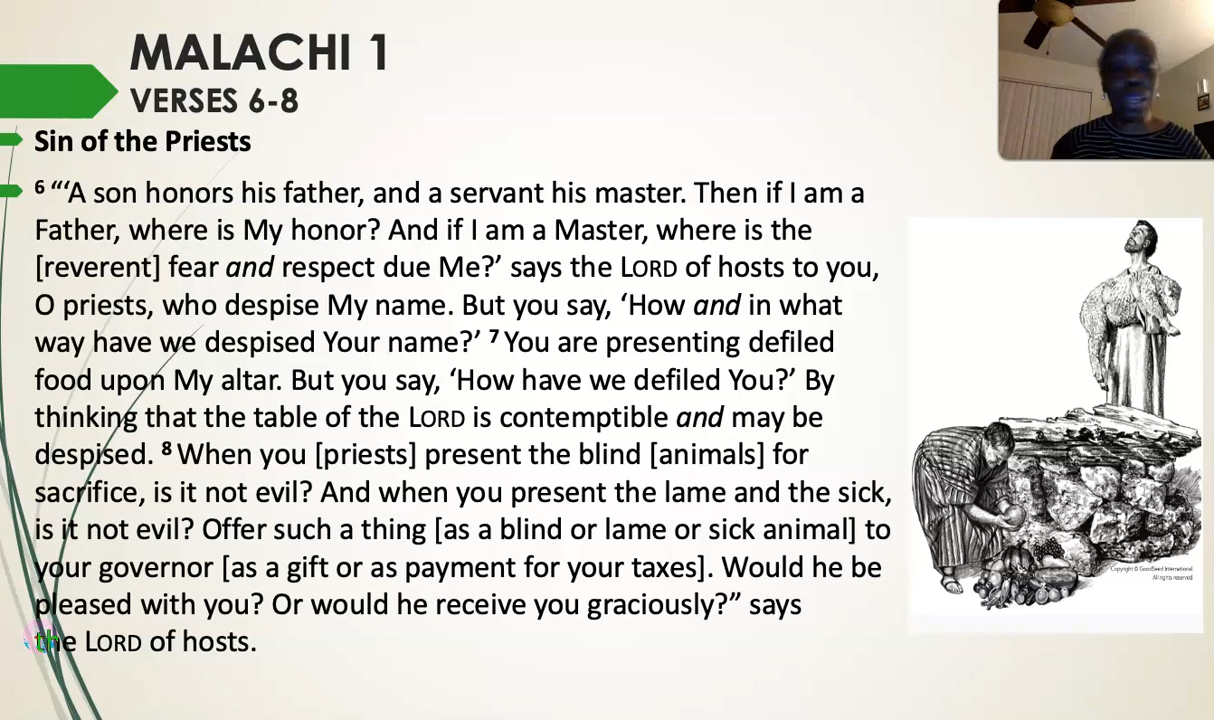 MALACHI 1
VERSES 6-8
Sin of the Priests
6 “‘A son honors his father, and a servant his master. Then if I am a
Father, where is My honor? And if I am a Master, where is the
[reverent] fear and respect due Me?’ says the LORD of hosts to you,
O priests, who despise My name. But you say, ‘How and in what
way have we despised Your name?’ 7 You are presenting defiled
food upon My altar. But you say, ‘How have we defiled You?’ By
thinking that the table of the LORD is contemptible and may be
despised. 8 When you [priests] present the blind [animals] for
sacrifice, is it not evil? And when you present the lame and the sick,
is it not evil? Offer such a thing [as a blind or lame or sick animal] to
your governor [as a gift or as payment for your taxes]. Would he be
pleased with you? Or would he receive you graciously?” says
the LORD of hosts.
Copyright © GoodSeed International
All rights reserved